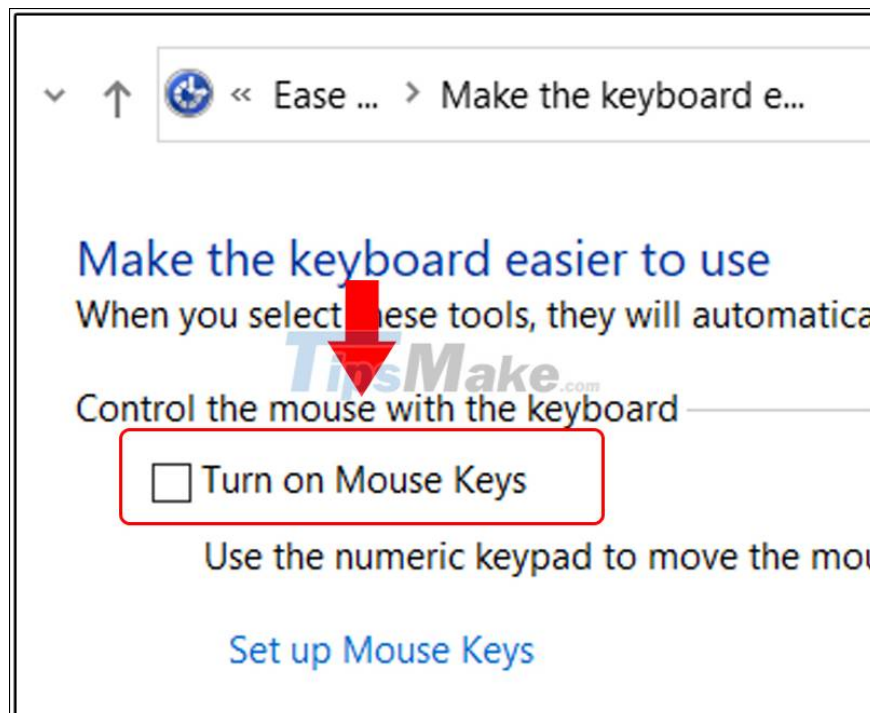 « Ease ... > Make the keyboard e...
Make the keyboard easier to use
When you select these tools, they will automatica
TipsMake.com
Control the mouse with the keyboard
Turn on Mouse Keys
Use the numeric keypad to move the mou
Set up Mouse Keys